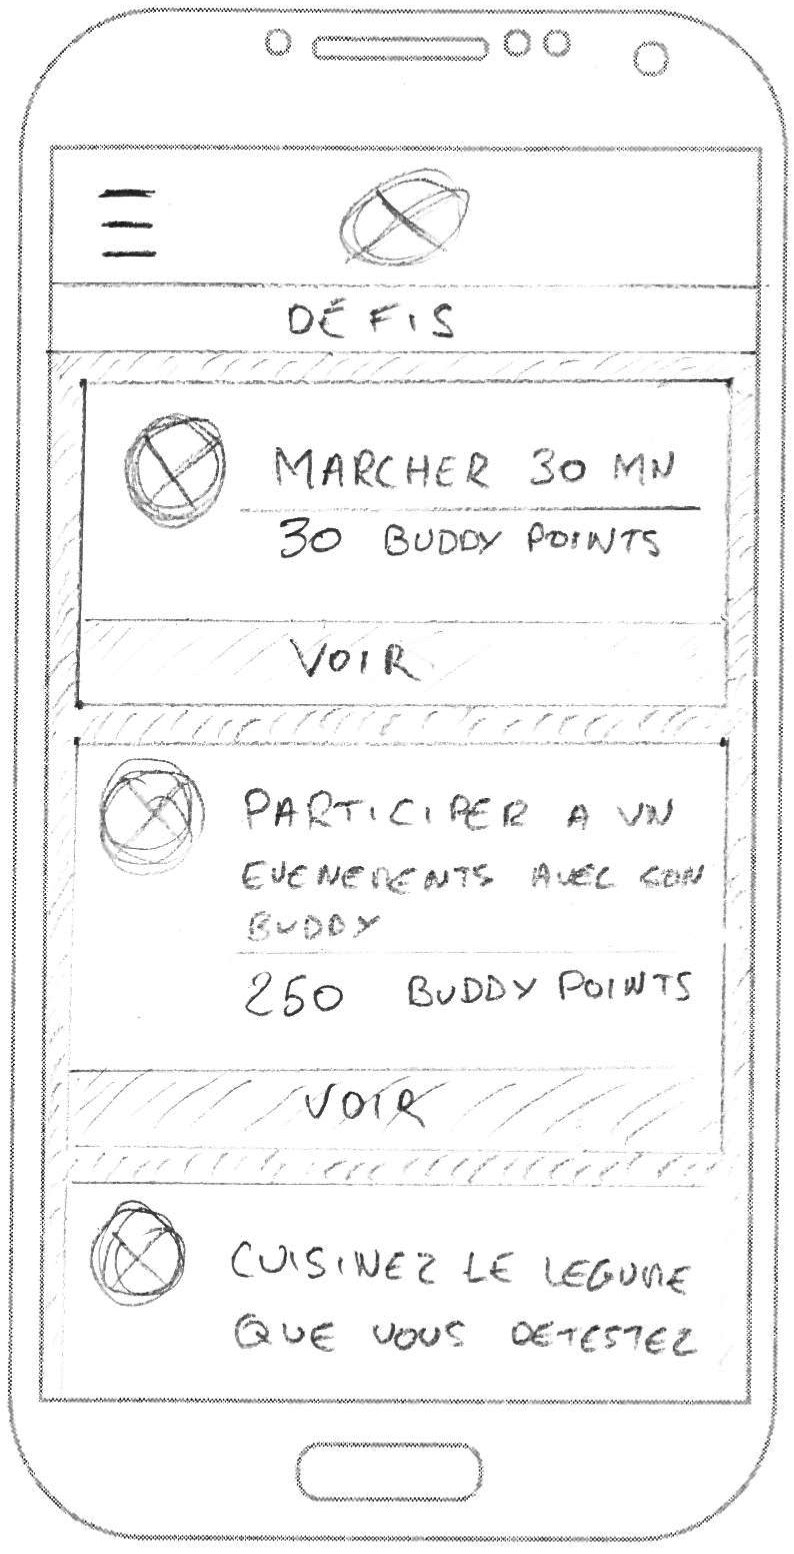 DÉFIS
MARCHER 30 MN
30 BUDDY POINTS
VOIR
PARTICIPER A UN
EVENEMENTS AVEC SON
BUDDY
250 BUDDY POINTS
VOIR
CUISINEZ LE LEGUME
QUE VOUS DETESTEZ